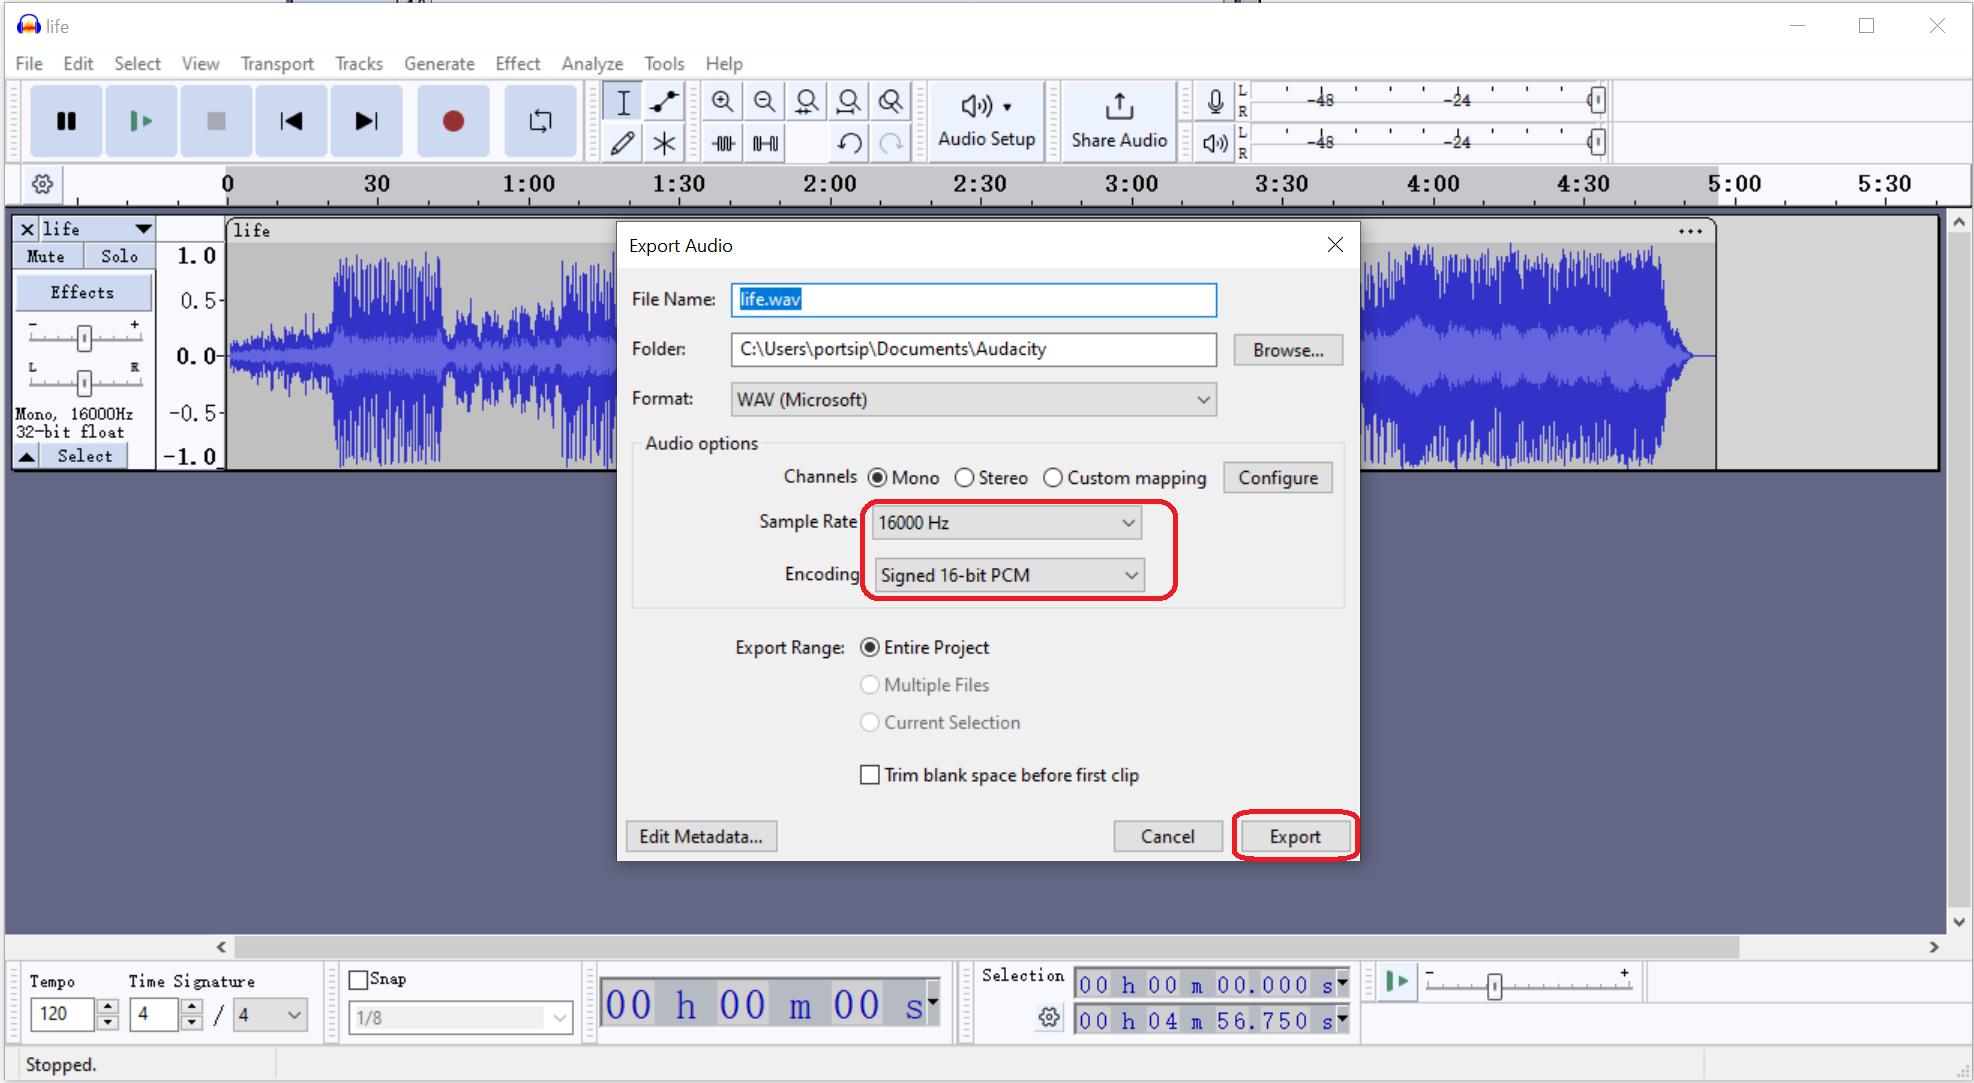 life
File Edit Select View Transport Tracks Generate Effect Analyze Tools Help
Audio Setup
Share Audio
L
R
-48 -24 0
L
R
-48 -24 0
0 30 1:00 1:30 2:00 2:30 3:00 3:30 4:00 4:30 5:00 5:30
life
Mute Solo
Effects
- +
L R
Mono, 16000Hz
32-bit float
Select
1.0
0.5
0.0
-0.5
-1.0
life
Export Audio
File Name: life.wav
Folder: C:\Users\portsip\Documents\Audacity Browse...
Format: WAV (Microsoft)
Audio options
Channels Mono Stereo Custom mapping Configure
Sample Rate 16000 Hz
Encoding Signed 16-bit PCM
Export Range: Entire Project
Multiple Files
Current Selection
Trim blank space before first clip
Edit Metadata... Cancel Export
Tempo
120
Time Signature
4 / 4
Snap
1/8
00 h 00 m 00 s
Selection
00 h 00 m 00.000 s
00 h 04 m 56.750 s
- +
Stopped.